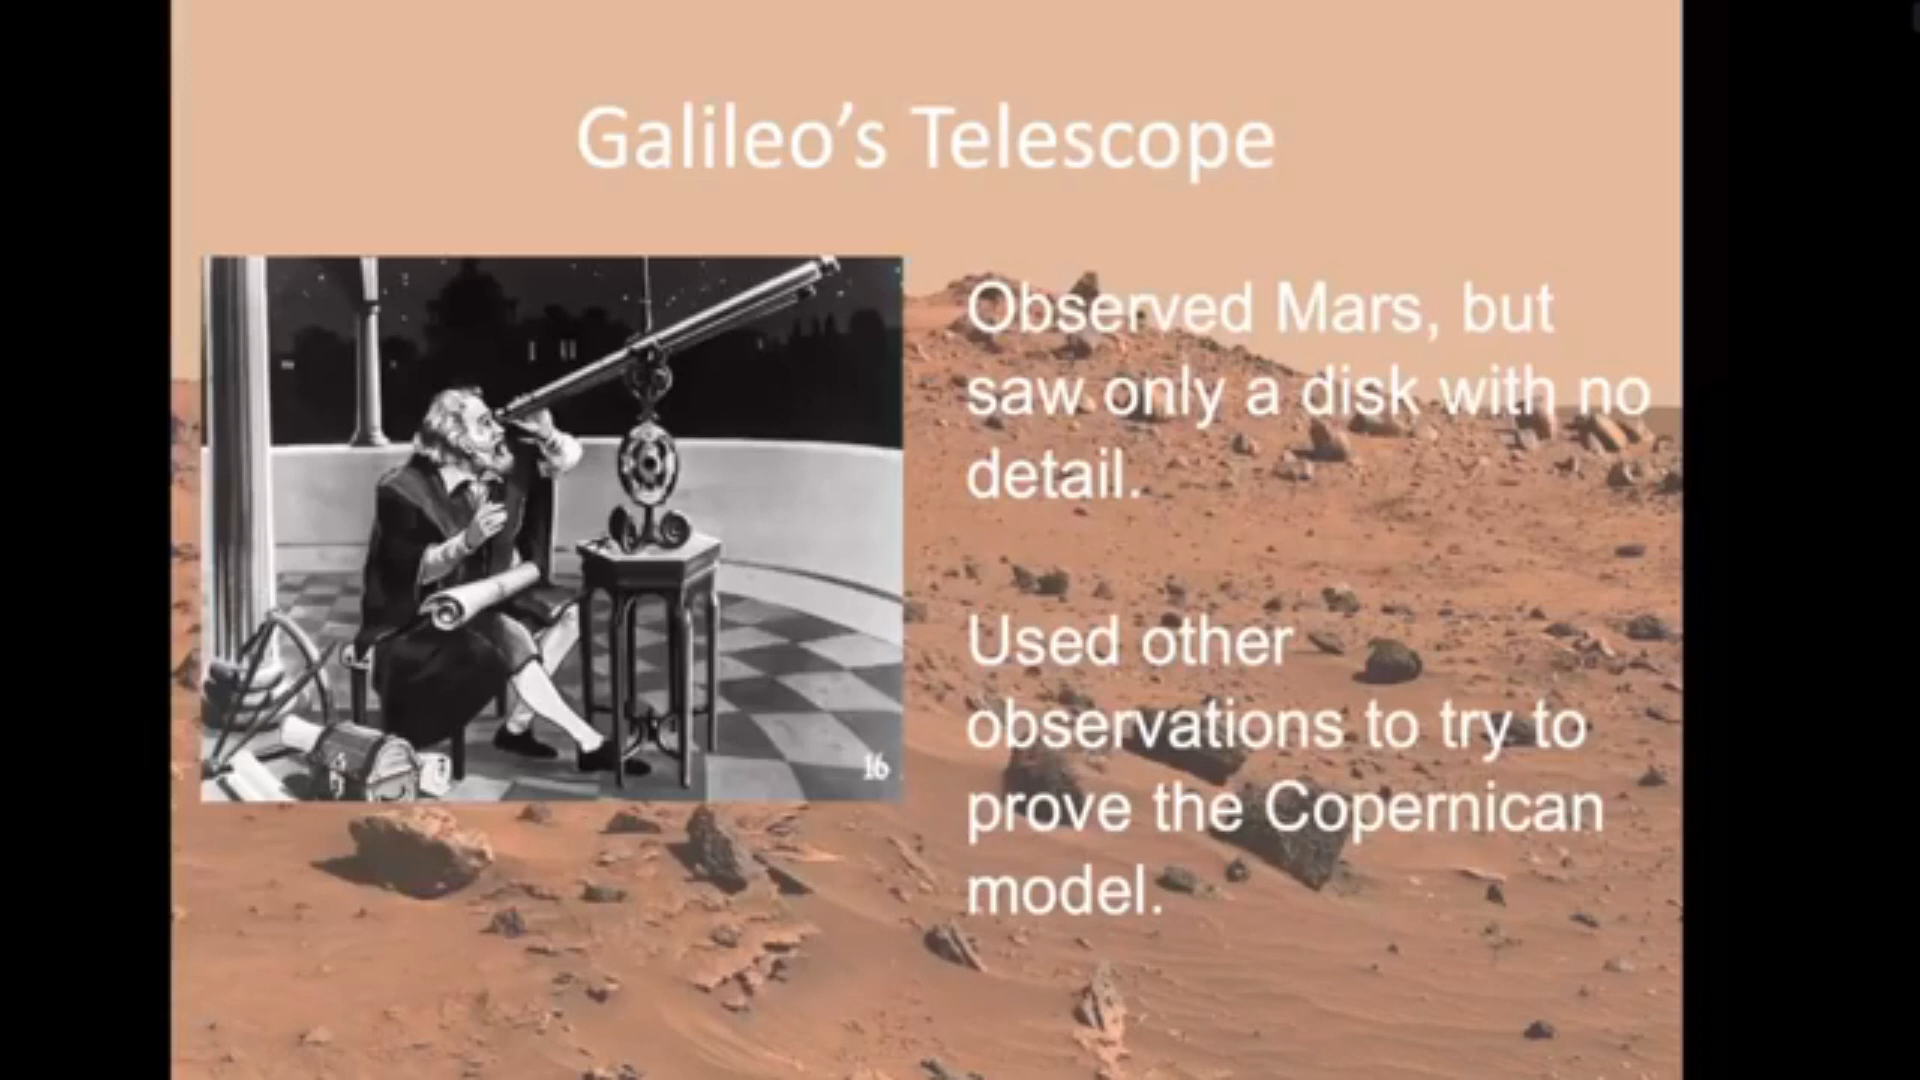 Galileo’s Telescope
Observed Mars, but
saw only a disk with no
detail.
Used other
observations to try to
prove the Copernican
model.
16